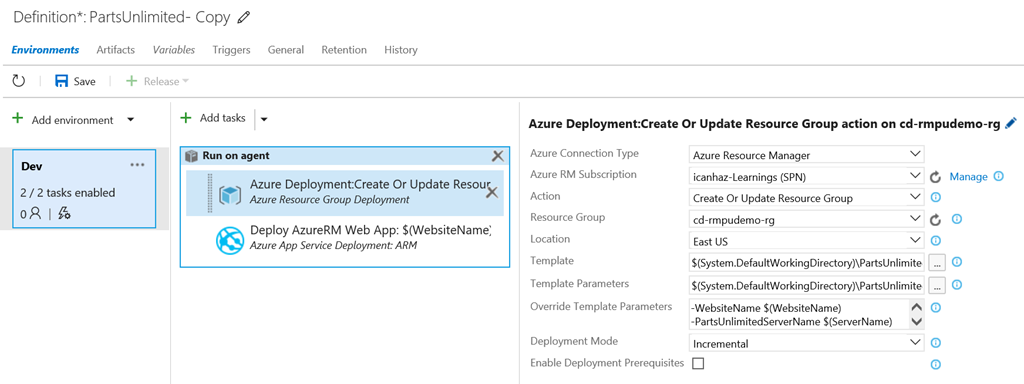 Definition*: PartsUnlimited- Copy
Environments Artifacts Variables Triggers General Retention History
Save Release
Add environment
Dev
2 / 2 tasks enabled
0
Add tasks
Run on agent
Azure Deployment:Create Or Update Resour
Azure Resource Group Deployment
Deploy AzureRM Web App: $(WebsiteName)
Azure App Service Deployment: ARM
Azure Deployment:Create Or Update Resource Group action on cd-rmpudemo-rg
Azure Connection Type Azure Resource Manager
Azure RM Subscription icanhaz-Learnings (SPN) Manage
Action Create Or Update Resource Group
Resource Group cd-rmpudemo-rg
Location East US
Template $(System.DefaultWorkingDirectory)\PartsUnlimite ...
Template Parameters $(System.DefaultWorkingDirectory)\PartsUnlimite ...
Override Template Parameters -WebsiteName $(WebsiteName)
-PartsUnlimitedServerName $(ServerName)
Deployment Mode Incremental
Enable Deployment Prerequisites